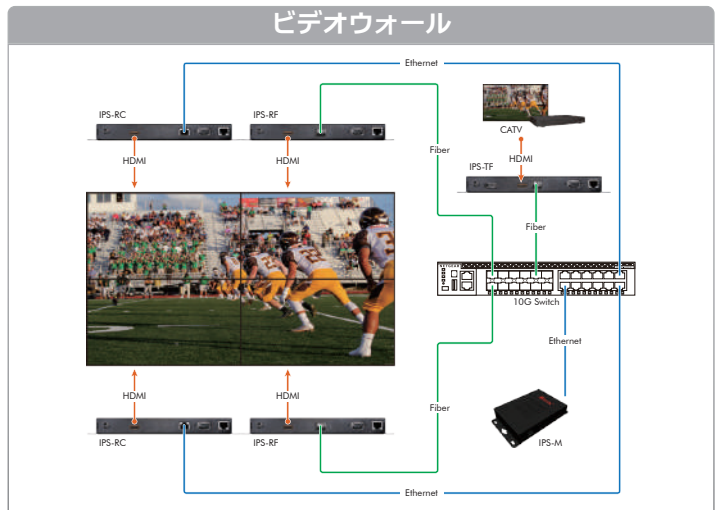 ビデオウォール
Ethernet
IPS-RC
IPS-RF
CATV
HDMI
HDMI
Fiber
IPS-TF
HDMI
Fiber
NETGEAR
10G Switch
Ethernet
HDMI
HDMI
Fiber
IPS-M
IPS-RC
IPS-RF
Ethernet